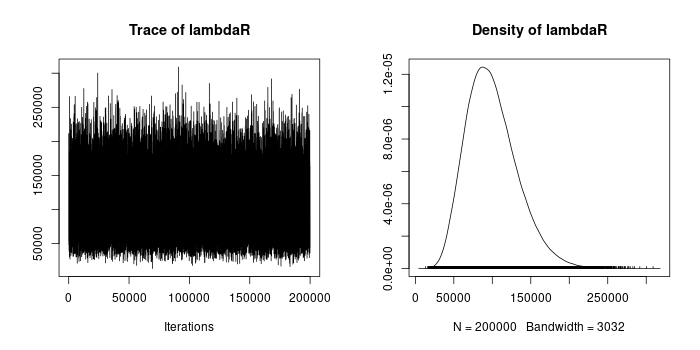 Trace of lambdaR
50000 150000 250000
0 50000 100000 150000 200000
Iterations
Density of lambdaR
0.0e+00 4.0e-06 8.0e-06 1.2e-05
0 50000 150000 250000
N = 200000 Bandwidth = 3032